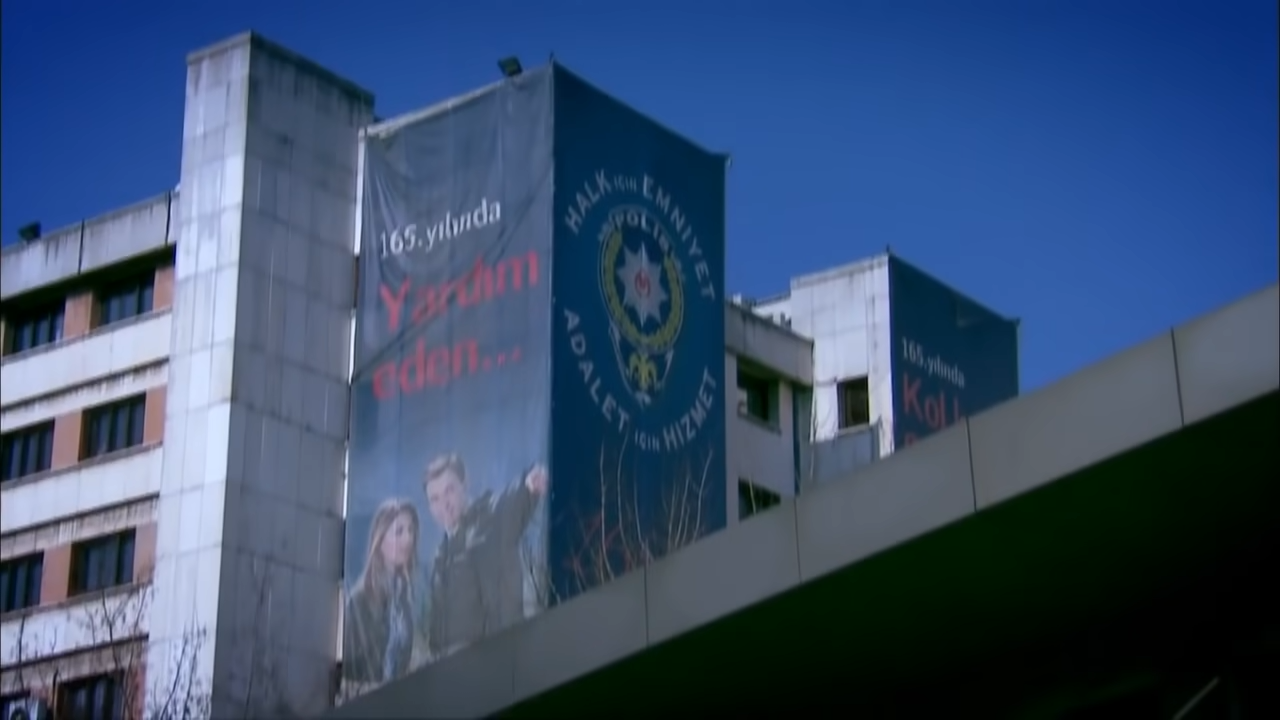 165.yılında
Yardım
eden...
HALK İÇİN EMNİYET
POLİS
ADALET İÇİN HİZMET
165.yılında